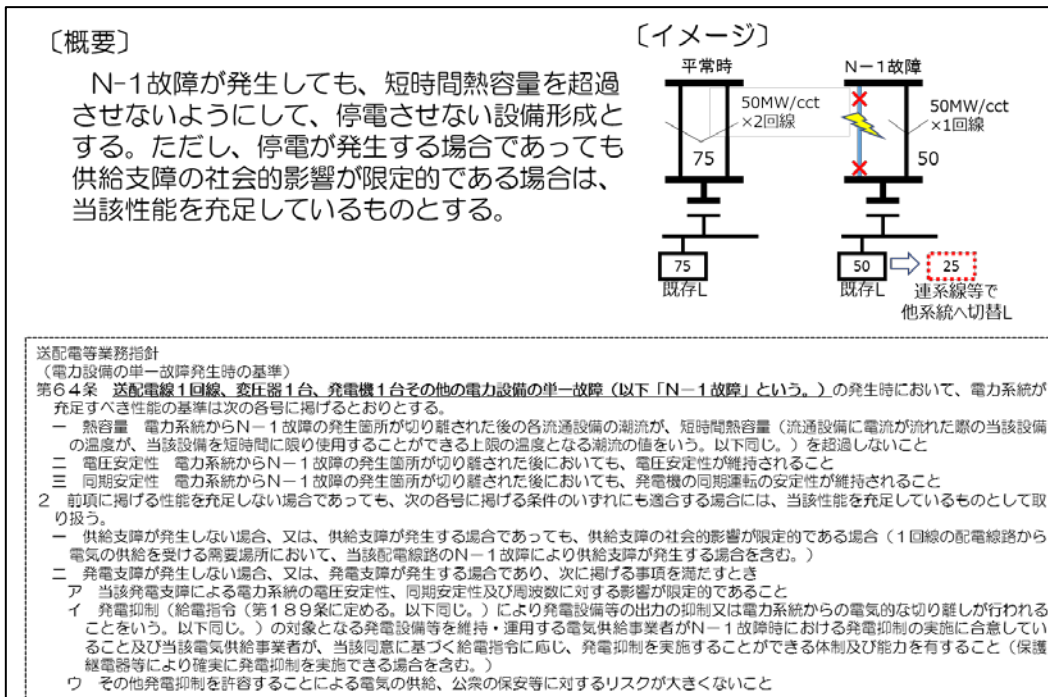 〔概要〕
N-1故障が発生しても、短時間熱容量を超過
させないようにして、停電させない設備形成と
する。ただし、停電が発生する場合であっても
供給支障の社会的影響が限定的である場合は、
当該性能を充足しているものとする。
〔イメージ〕
平常時
N－1故障
50MW/cct
×2回線
50MW/cct
×1回線
75
50
75
50
25
既存L
既存L
連系線等で
他系統へ切替L
送配電等業務指針
（電力設備の単一故障発生時の基準）
第64条　送配電線1回線、変圧器1台、発電機1台その他の電力設備の単一故障（以下「N－1故障」という。）の発生時において、電力系統が
充足すべき性能の基準は次の各号に掲げるとおりとする。
一　熱容量　電力系統からN－1故障の発生箇所が切り離された後の各流通設備の潮流が、短時間熱容量（流通設備に電流が流れた際の当該設備
の温度が、当該設備を短時間に限り使用することができる上限の温度となる潮流の値をいう。以下同じ。）を超過しないこと
二　電圧安定性　電力系統からN－1故障の発生箇所が切り離された後においても、電圧安定性が維持されること
三　同期安定性　電力系統からN－1故障の発生箇所が切り離された後においても、発電機の同期運転の安定性が維持されること
2　前項に掲げる性能を充足しない場合であっても、次の各号に掲げる条件のいずれにも適合する場合には、当該性能を充足しているものとして取
り扱う。
一　供給支障が発生しない場合、又は、供給支障が発生する場合であっても、供給支障の社会的影響が限定的である場合（1回線の配電線路から
電気の供給を受ける需要場所において、当該配電線路のN－1故障により供給支障が発生する場合を含む。）
二　発電支障が発生しない場合、又は、発電支障が発生する場合であり、次に掲げる事項を満たすとき
ア　当該発電支障による電力系統の電圧安定性、同期安定性及び周波数に対する影響が限定的であること
イ　発電抑制（給電指令（第189条に定める。以下同じ。）により発電設備等の出力の抑制又は電力系統からの電気的な切り離しが行われる
ことをいう。以下同じ。）の対象となる発電設備等を維持・運用する電気供給事業者がN－1故障時における発電抑制の実施に合意してい
ること及び当該電気供給事業者が、当該同意に基づく給電指令に応じ、発電抑制を実施することができる体制及び能力を有すること（保護
継電器等により確実に発電抑制を実施できる場合を含む。）
ウ　その他発電抑制を許容することによる電気の供給、公衆の保安等に対するリスクが大きくないこと